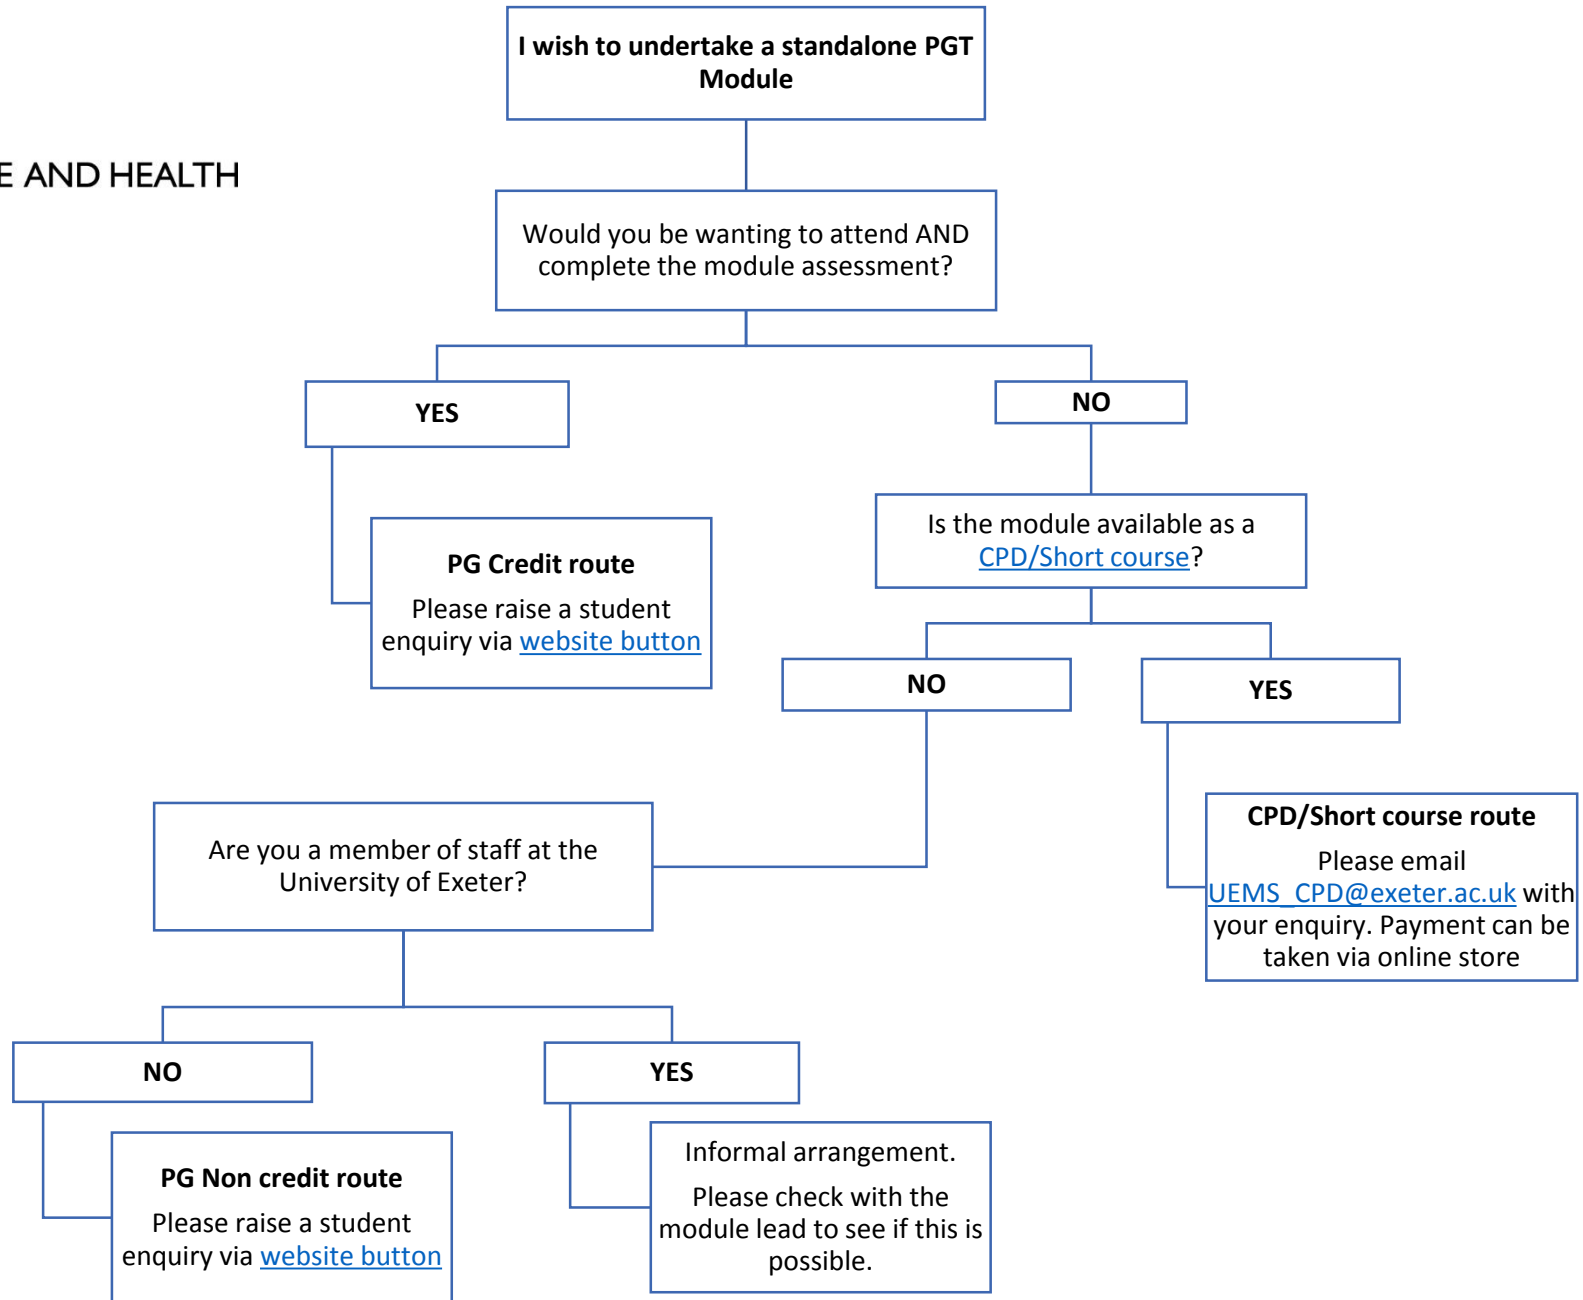 I wish to undertake a standalone PGT
Module
E AND HEALTH
Would you be wanting to attend AND
complete the module assessment?
YES
NO
PG Credit route
Please raise a student
enquiry via website button
Is the module available as a
CPD/Short course?
NO
YES
CPD/Short course route
Please email
UEMS_CPD@exeter.ac.uk with
your enquiry. Payment can be
taken via online store
Are you a member of staff at the
University of Exeter?
NO
YES
PG Non credit route
Please raise a student
enquiry via website button
Informal arrangement.
Please check with the
module lead to see if this is
possible.